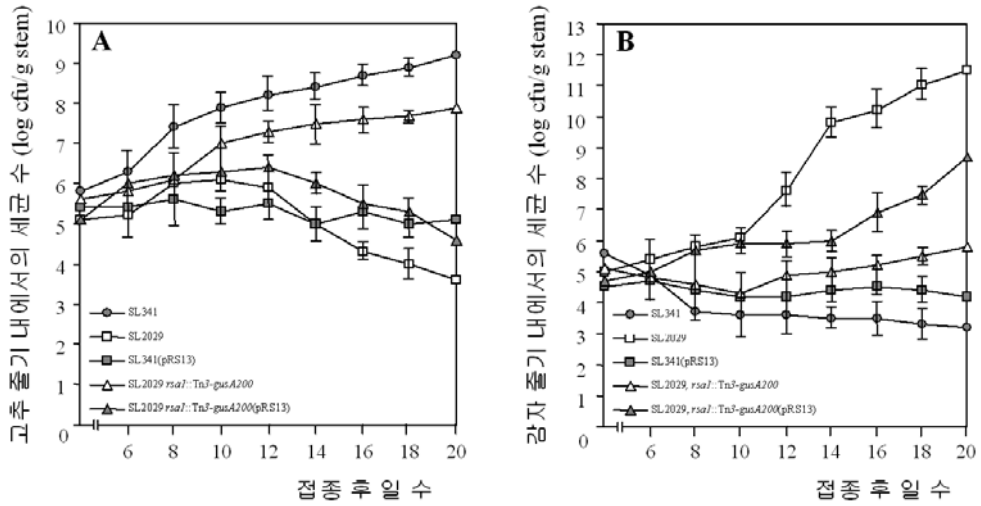 A
고추 줄기 내에서의 세균 수 (log cfu/g stem)
10
9
8
7
6
5
4
3
2
1
0
SL341
SL2029
SL341(pRS13)
SL2029 rsa1::Tn3-gusA200
SL2029 rsa1::Tn3-gusA200(pRS13)
6 8 10 12 14 16 18 20
접종 후 일 수
B
감자 줄기 내에서의 세균 수 (log cfu/g stem)
13
12
11
10
9
8
7
6
5
4
3
2
1
0
SL341
SL2029
SL341(pRS13)
SL2029, rsa1::Tn3-gusA200
SL2029, rsa1::Tn3-gusA200(pRS13)
6 8 10 12 14 16 18 20
접종 후 일 수